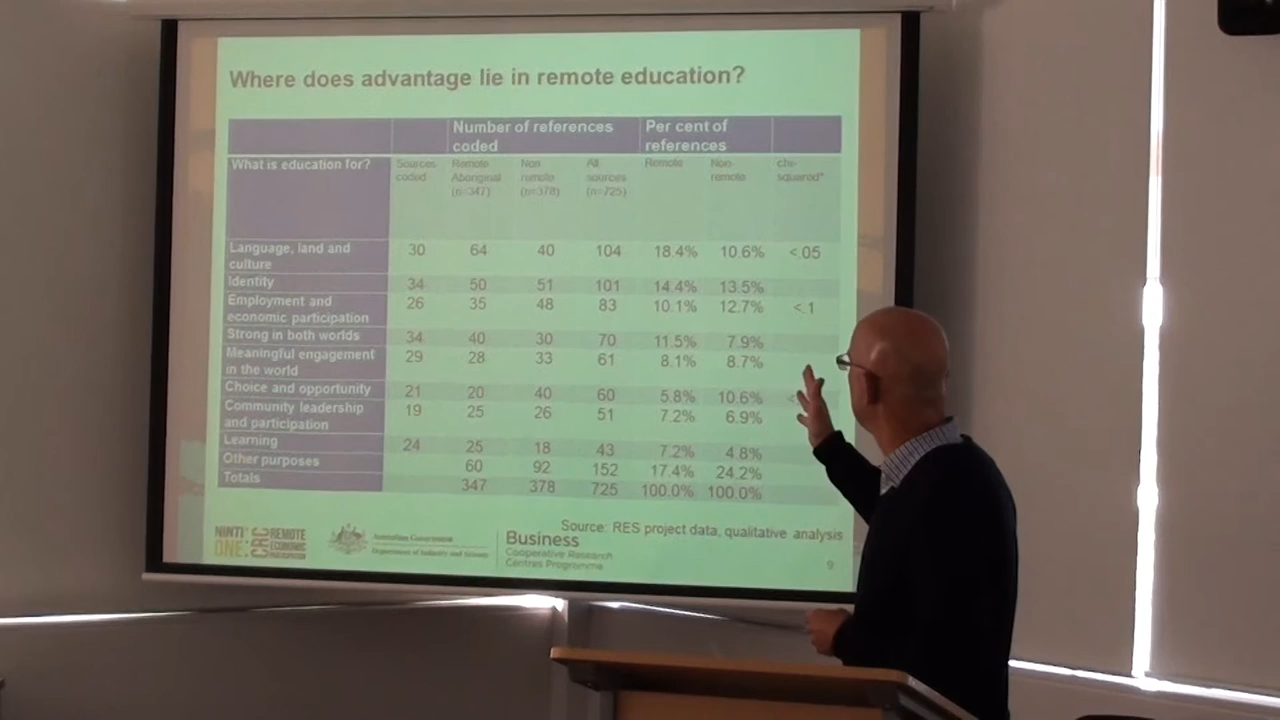 Where does advantage lie in remote education?
Number of references coded Per cent of references
What is education for? Sources coded Remote Aboriginal (n=347) Non remote (n=378) All sources (n=725) Remote Non-remote chi-squared*
Language, land and culture 30 64 40 104 18.4% 10.6% <.05
Identity 34 50 51 101 14.4% 13.5%
Employment and economic participation 26 35 48 83 10.1% 12.7% <.1
Strong in both worlds 34 40 30 70 11.5% 7.9%
Meaningful engagement in the world 29 28 33 61 8.1% 8.7%
Choice and opportunity 21 20 40 60 5.8% 10.6% <
Community leadership and participation 19 25 26 51 7.2% 6.9%
Learning 24 25 18 43 7.2% 4.8%
Other purposes 60 92 152 17.4% 24.2%
Totals 347 378 725 100.0% 100.0%
Source: RES project data, qualitative analysis
NINTI ONE:
CRC REMOTE ECONOMIC PARTICIPATION
Australian Government
Department of Industry and Science
Business
Cooperative Research
Centres Programme
9